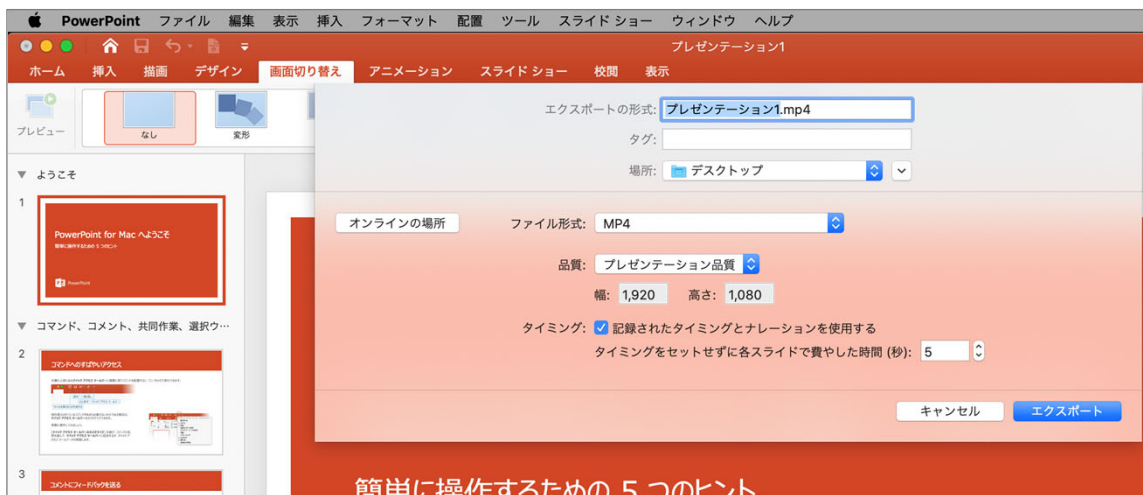 PowerPoint ファイル 編集 表示 挿入 フォーマット 配置 ツール スライド ショー ウィンドウ ヘルプ
プレゼンテーション1
ホーム 挿入 描画 デザイン 画面切り替え アニメーション スライド ショー 校閲 表示
プレビュー
なし
変形
エクスポートの形式: プレゼンテーション1.mp4
タグ:
場所: デスクトップ
オンラインの場所
ファイル形式: MP4
品質: プレゼンテーション品質
幅: 1,920 高さ: 1,080
タイミング: 記録されたタイミングとナレーションを使用する
タイミングをセットせずに各スライドで費やした時間 (秒): 5
キャンセル エクスポート
ようこそ
1
PowerPoint for Mac へようこそ
簡単に操作するための 5 つのヒント
PowerPoint
コマンド、コメント、共同作業、選択ウ…
2
コマンドへのすばやいアクセス
3
コメントにフィードバックを送る
簡単に操作するための 5 つのヒント